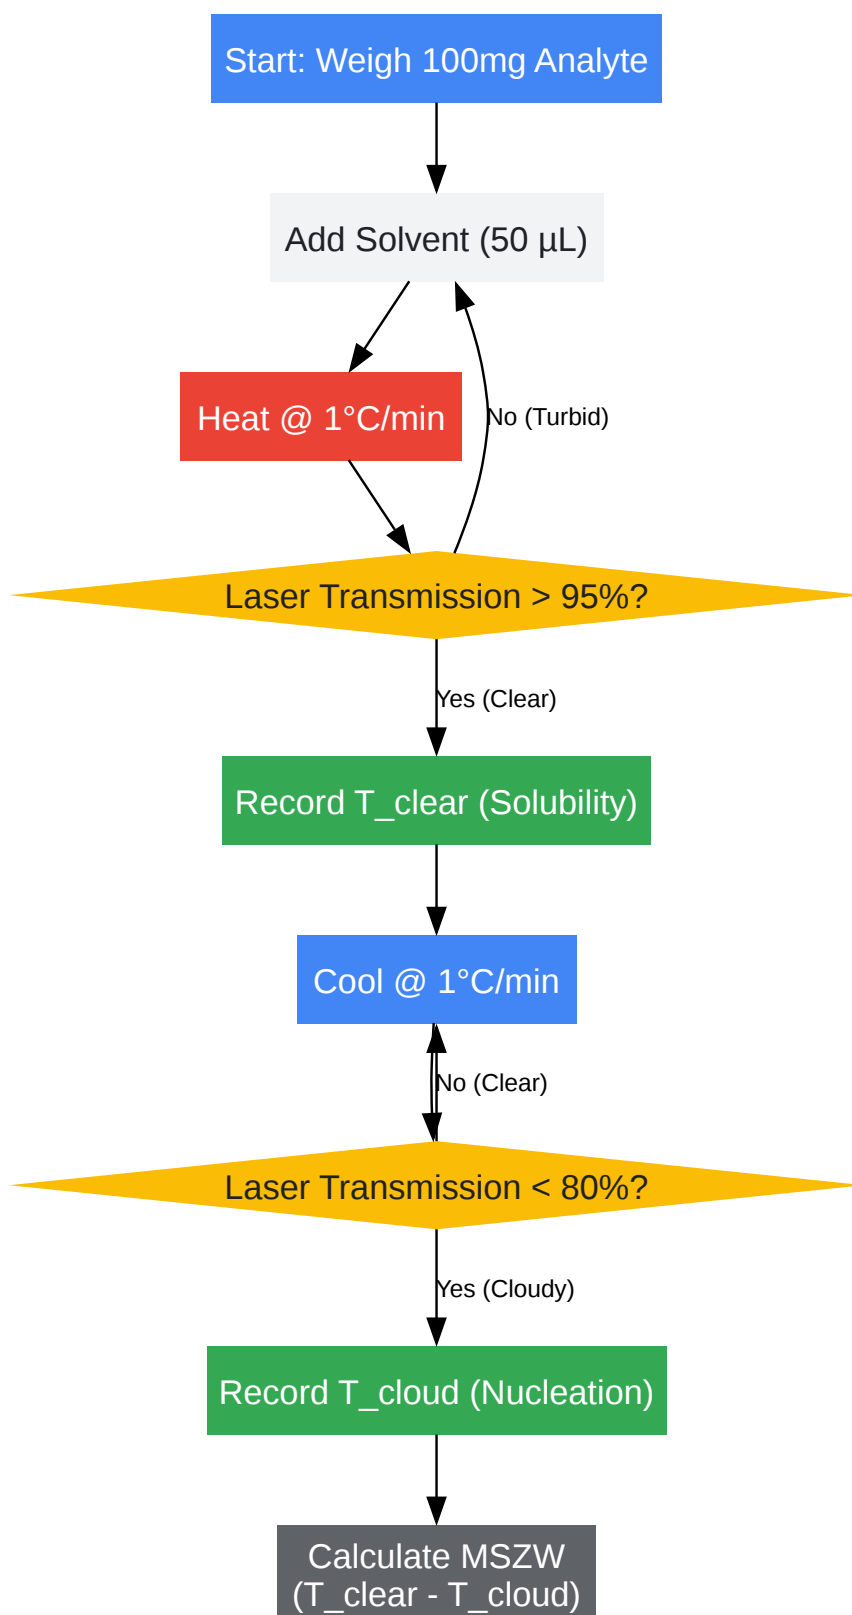 Start: Weigh 100mg Analyte
Add Solvent (50 µL)
Heat @ 1°C/min
No (Turbid)
Laser Transmission > 95%?
Yes (Clear)
Record T_clear (Solubility)
Cool @ 1°C/min
No (Clear)
Laser Transmission < 80%?
Yes (Cloudy)
Record T_cloud (Nucleation)
Calculate MSZW
(T_clear - T_cloud)